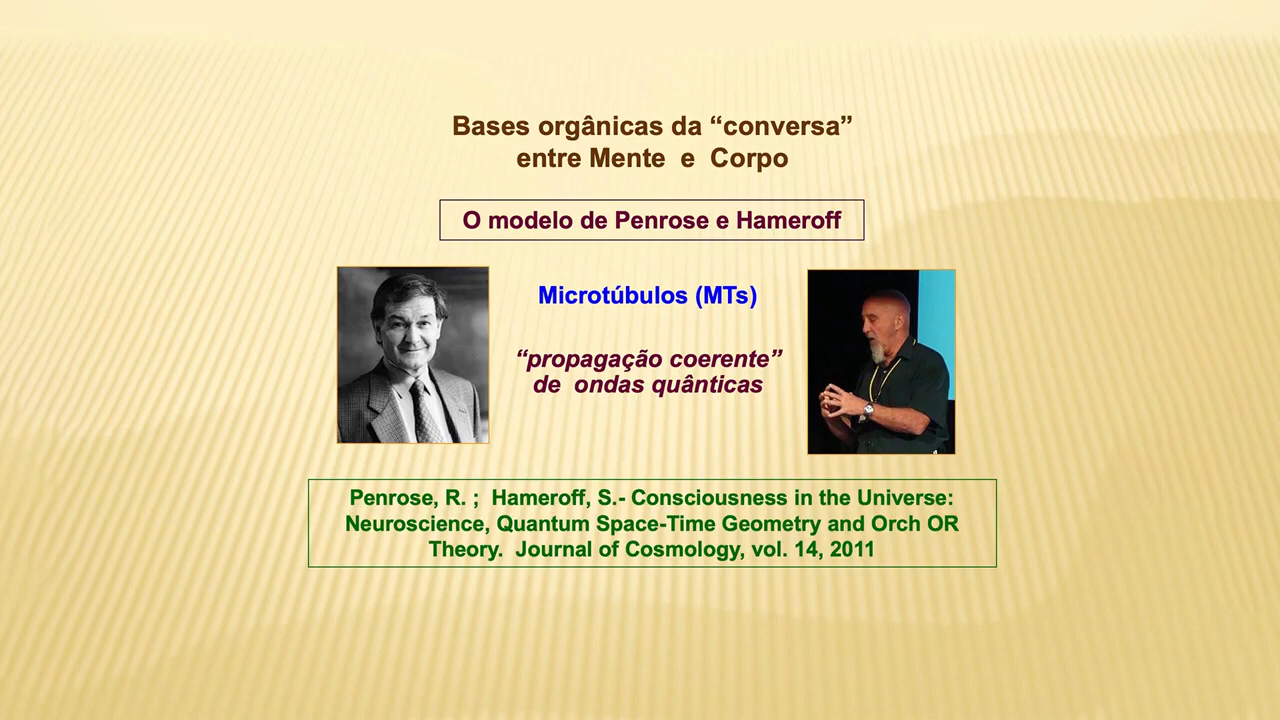 Bases orgânicas da “conversa”
entre Mente e Corpo
O modelo de Penrose e Hameroff
Microtúbulos (MTs)
“propagação coerente”
de ondas quânticas
Penrose, R. ; Hameroff, S.- Consciousness in the Universe:
Neuroscience, Quantum Space-Time Geometry and Orch OR
Theory. Journal of Cosmology, vol. 14, 2011